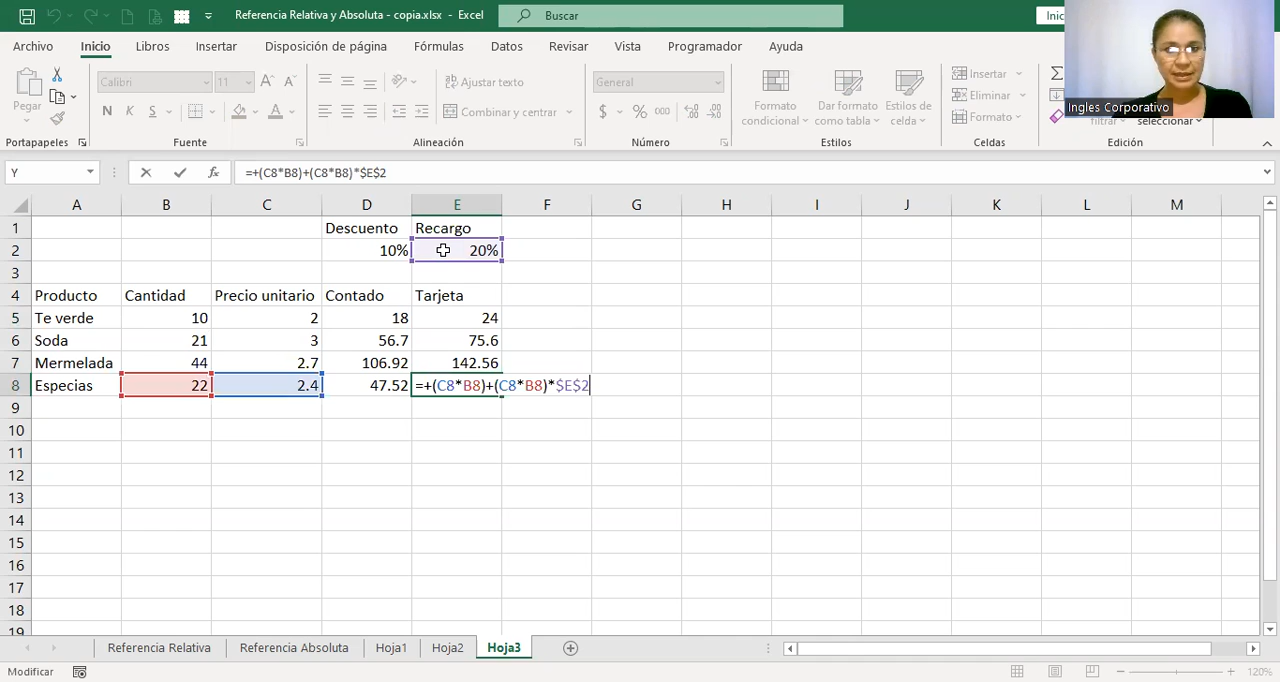 Referencia Relativa y Absoluta - copia.xlsx - Excel
Buscar
Inic
Archivo Inicio Libros Insertar Disposición de página Fórmulas Datos Revisar Vista Programador Ayuda
Pegar
Calibri 11
N K S
Ajustar texto
Combinar y centrar
General
$ % 000
Formato condicional
Dar formato como tabla
Estilos de celda
Insertar
Eliminar
Formato
filtrar
seleccionar
Ingles Corporativo
Portapapeles Fuente Alineación Número Estilos Celdas Edición
Y fx =+(C8*B8)+(C8*B8)*$E$2
A B C D E F G H I J K L M
1 Descuento Recargo
2 10% 20%
3
4 Producto Cantidad Precio unitario Contado Tarjeta
5 Te verde 10 2 18 24
6 Soda 21 3 56.7 75.6
7 Mermelada 44 2.7 106.92 142.56
8 Especias 22 2.4 47.52 =+(C8*B8)+(C8*B8)*$E$2
9
10
11
12
13
14
15
16
17
18
19
Referencia Relativa Referencia Absoluta Hoja1 Hoja2 Hoja3
Modificar 120%